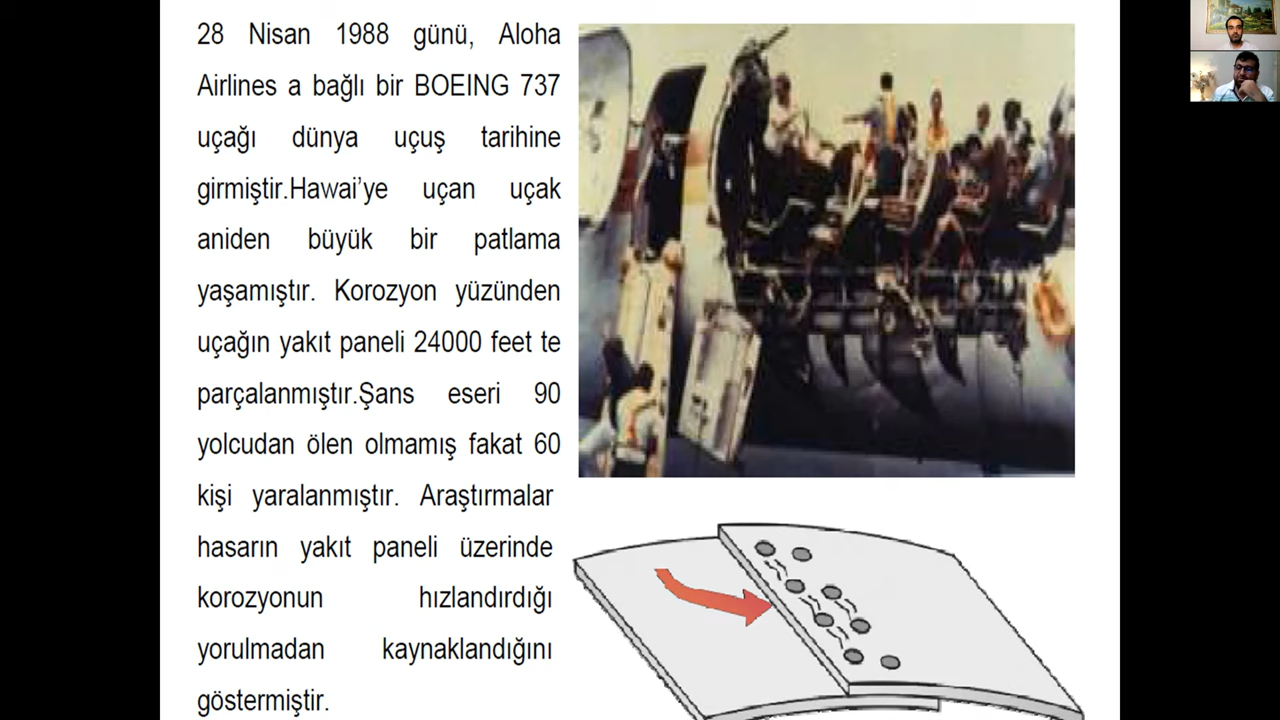 28 Nisan 1988 günü, Aloha
Airlines a bağlı bir BOEING 737
uçağı dünya uçuş tarihine
girmiştir.Hawai’ye uçan uçak
aniden büyük bir patlama
yaşamıştır. Korozyon yüzünden
uçağın yakıt paneli 24000 feet te
parçalanmıştır.Şans eseri 90
yolcudan ölen olmamış fakat 60
kişi yaralanmıştır. Araştırmalar
hasarın yakıt paneli üzerinde
korozyonun hızlandırdığı
yorulmadan kaynaklandığını
göstermiştir.